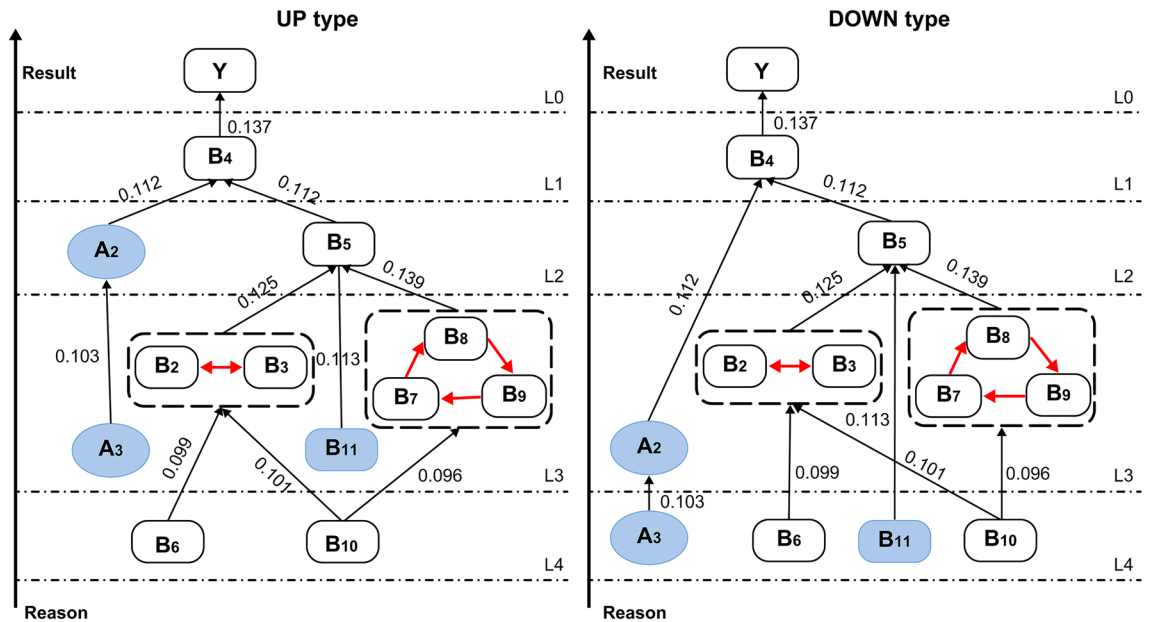 UP type
Result
Y
L0
0.137
B4
L1
0.112
0.112
A2
B5
L2
0.125
0.139
0.103
B2
B3
0.113
B8
B7
B9
A3
B11
0.099
0.101
0.096
L3
B6
B10
L4
Reason
DOWN type
Result
Y
L0
0.137
B4
L1
0.112
B5
L2
0.112
0.125
0.139
B2
B3
B8
B7
B9
0.113
A2
0.099
0.101
0.096
L3
0.103
A3
B6
B11
B10
L4
Reason